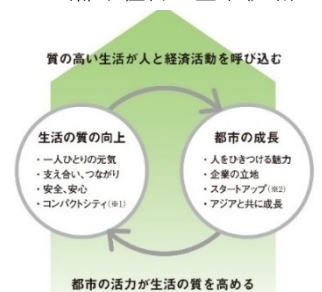 質の高い生活が人と経済活動を呼び込む
生活の質の向上
・一人ひとりの元気
・支え合い、つながり
・安全、安心
・コンパクトシティ(※1)
都市の成長
・人をひきつける魅力
・企業の立地
・スタートアップ(※2)
・アジアと共に成長
都市の活力が生活の質を高める